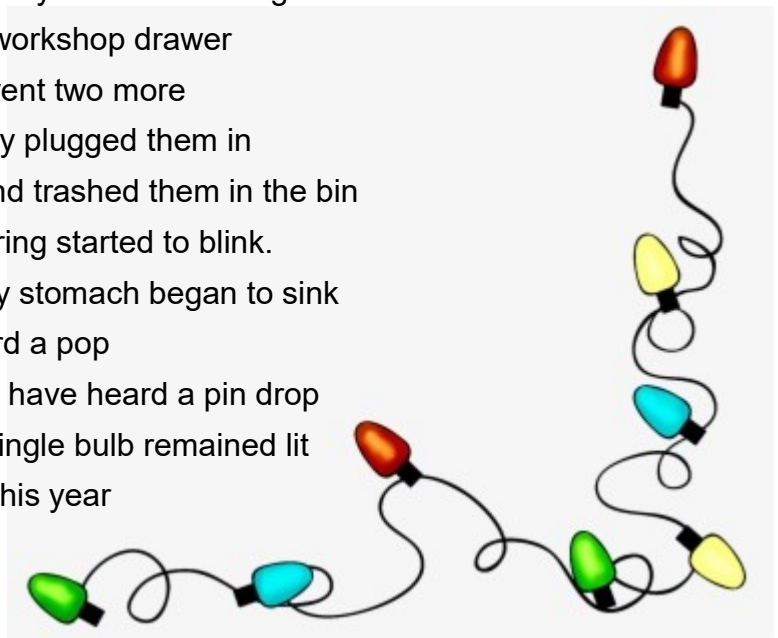 workshop drawer
ent two more
y plugged them in
nd trashed them in the bin
ring started to blink.
y stomach began to sink
rd a pop
have heard a pin drop
ingle bulb remained lit
his year